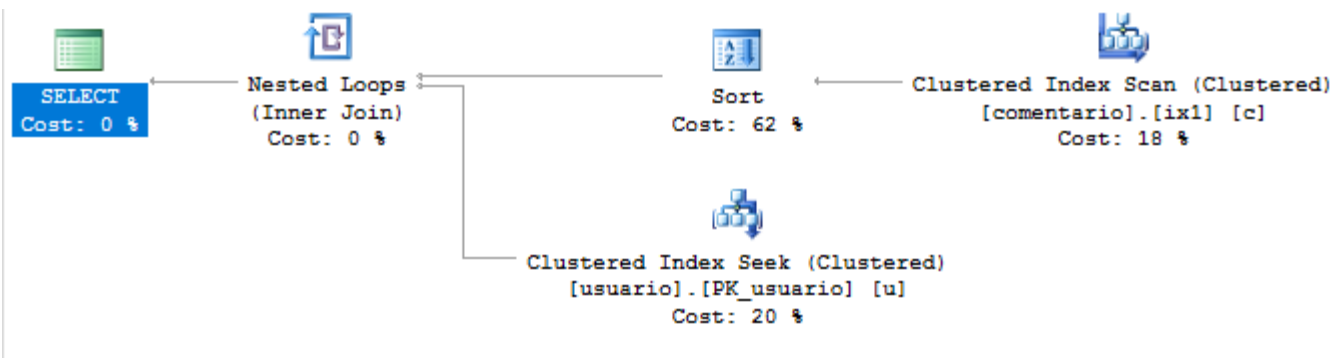 SELECT
Cost: 0 %
Nested Loops
(Inner Join)
Cost: 0 %
Sort
Cost: 62 %
Clustered Index Scan (Clustered)
[comentario].[ix1] [c]
Cost: 18 %
Clustered Index Seek (Clustered)
[usuario].[PK_usuario] [u]
Cost: 20 %